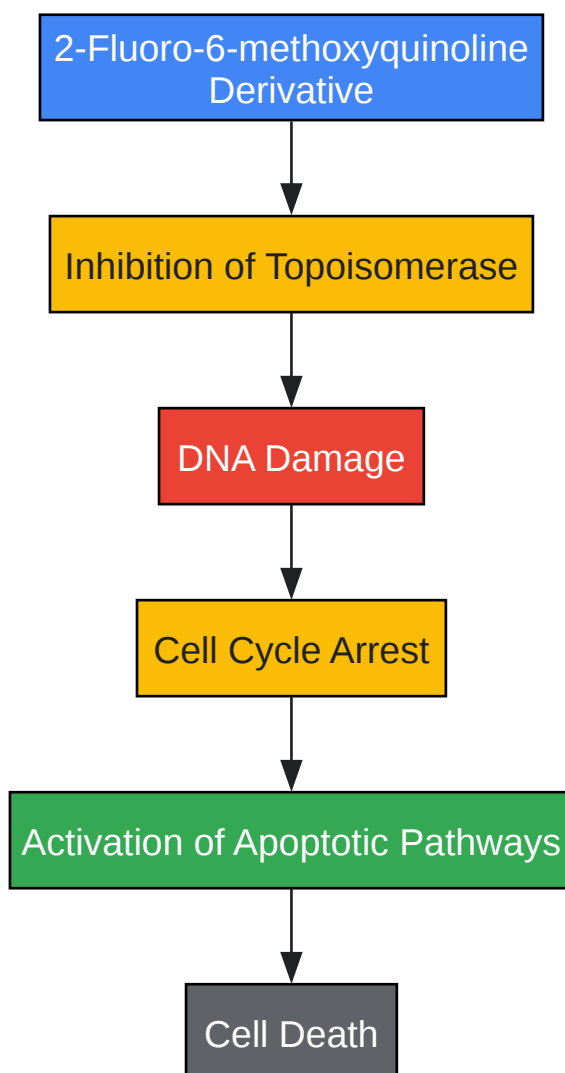 2-Fluoro-6-methoxyquinoline
Derivative
Inhibition of Topoisomerase
DNA Damage
Cell Cycle Arrest
Activation of Apoptotic Pathways
Cell Death